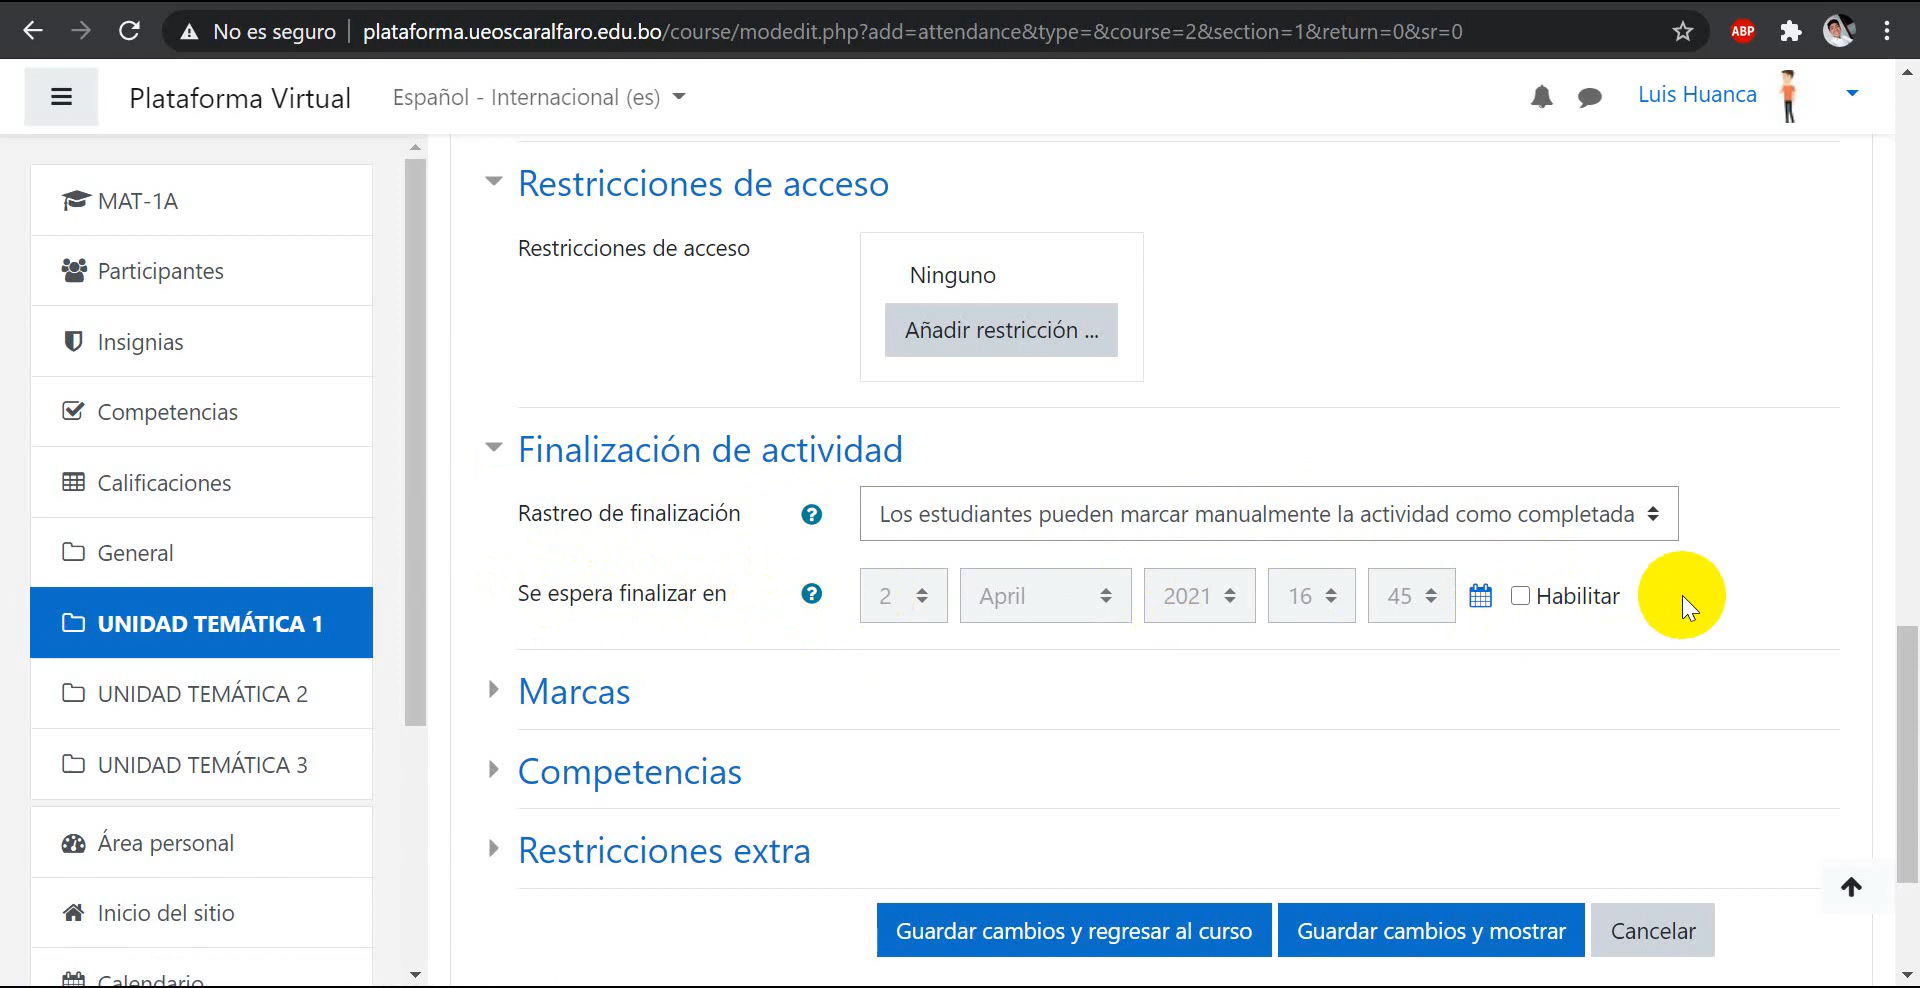 No es seguro
plataforma.ueoscaralfaro.edu.bo/course/modedit.php?add=attendance&type=&course=2&section=1&return=0&sr=0
ABP
Plataforma Virtual
Español - Internacional (es)
Luis Huanca
MAT-1A
Participantes
Insignias
Competencias
Calificaciones
General
UNIDAD TEMÁTICA 1
UNIDAD TEMÁTICA 2
UNIDAD TEMÁTICA 3
Área personal
Inicio del sitio
Calendario
Restricciones de acceso
Restricciones de acceso
Ninguno
Añadir restricción ...
Finalización de actividad
Rastreo de finalización
?
Los estudiantes pueden marcar manualmente la actividad como completada
Se espera finalizar en
?
2 April 2021 16 45 Habilitar
Marcas
Competencias
Restricciones extra
Guardar cambios y regresar al curso
Guardar cambios y mostrar
Cancelar